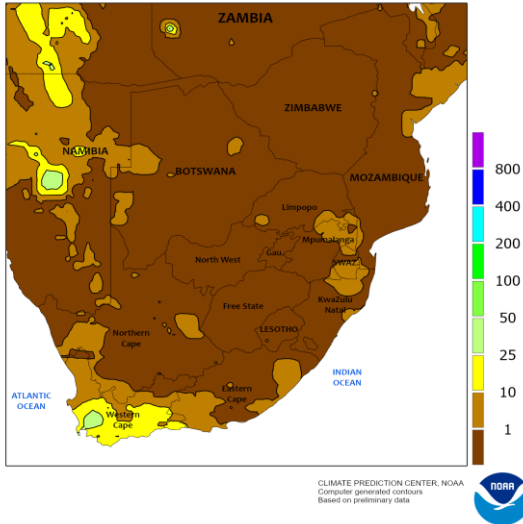 ZAMBIA
ZIMBABWE
NAMIBIA
BOTSWANA
MOZAMBIQUE
Limpopo
Mpumalanga
North West
Gau.
SWAZ.
Free State
KwaZulu
Natal
LESOTHO
Northern
Cape
Eastern
Cape
Western
Cape
ATLANTIC
OCEAN
INDIAN
OCEAN
800
400
200
100
50
25
10
1
CLIMATE PREDICTION CENTER, NOAA
Computer generated contours
Based on preliminary data
NOAA